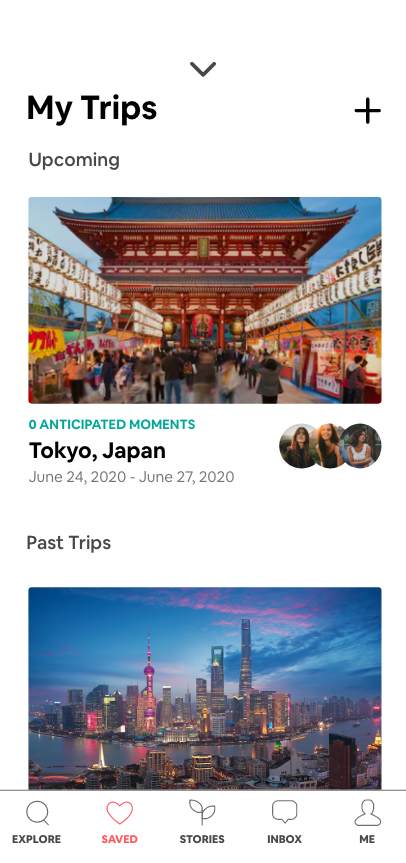 My Trips
Upcoming
0 ANTICIPATED MOMENTS
Tokyo, Japan
June 24, 2020 - June 27, 2020
Past Trips
EXPLORE
SAVED
STORIES
INBOX
ME